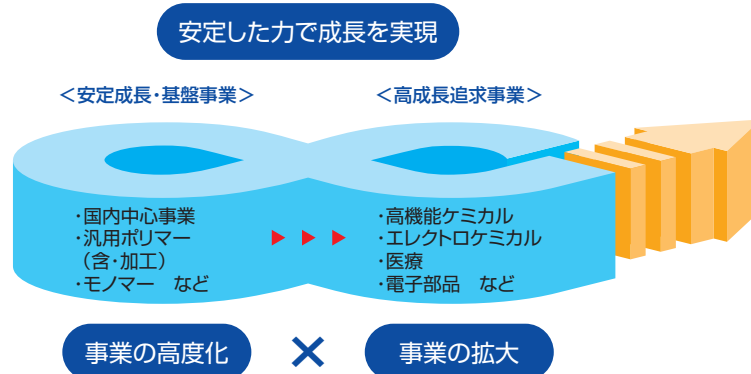 安定した力で成長を実現
＜安定成長・基盤事業＞
＜高成長追求事業＞
・国内中心事業
・汎用ポリマー
（含・加工）
・モノマー　など
・高機能ケミカル
・エレクトロケミカル
・医療
・電子部品　など
事業の高度化
×
事業の拡大